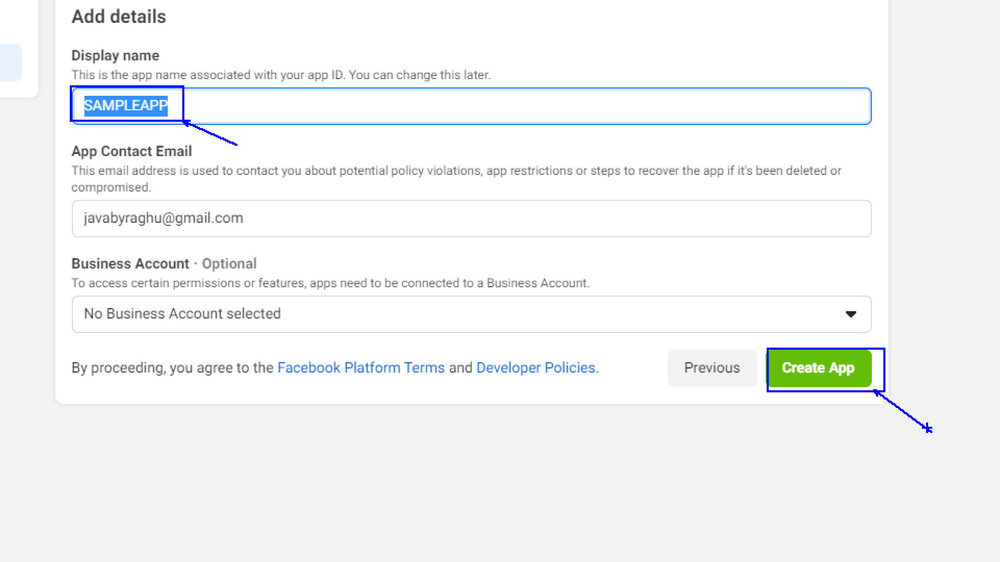 Add details
Display name
This is the app name associated with your app ID. You can change this later.
SAMPLEAPP
App Contact Email
This email address is used to contact you about potential policy violations, app restrictions or steps to recover the app if it's been deleted or
compromised.
javabyraghu@gmail.com
Business Account · Optional
To access certain permissions or features, apps need to be connected to a Business Account.
No Business Account selected
By proceeding, you agree to the Facebook Platform Terms and Developer Policies.
Previous
Create App